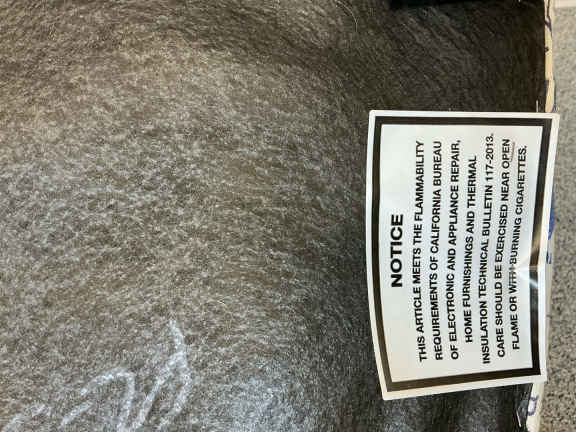 NOTICE
THIS ARTICLE MEETS THE FLAMMABILITY
REQUIREMENTS OF CALIFORNIA BUREAU
OF ELECTRONIC AND APPLIANCE REPAIR,
HOME FURNISHINGS AND THERMAL
INSULATION TECHNICAL BULLETIN 117-2013.
CARE SHOULD BE EXERCISED NEAR OPEN
FLAME OR WITH BURNING CIGARETTES.